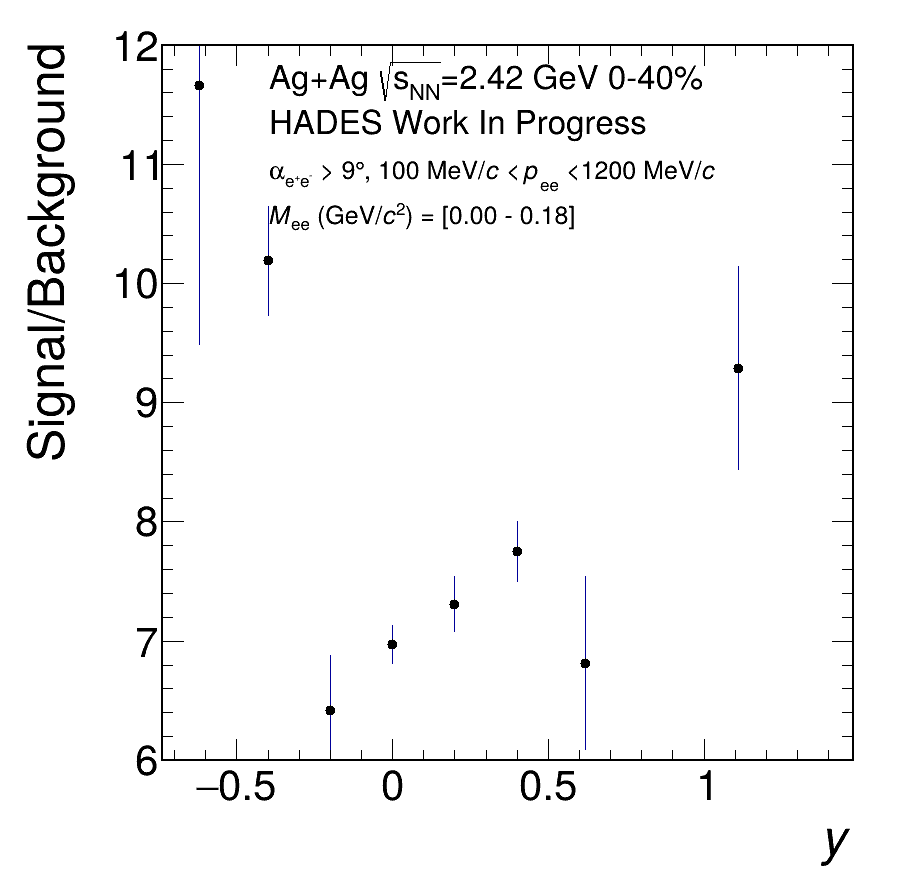 Signal/Background
12
11
10
9
8
7
6
Ag+Ag √sNN=2.42 GeV 0-40%
HADES Work In Progress
αe+e- > 9°, 100 MeV/c <pee <1200 MeV/c
Mee (GeV/c²) = [0.00 - 0.18]
−0.5 0 0.5 1
y